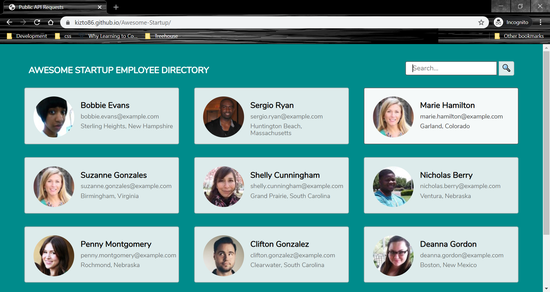 Public API Requests
kizto86.github.io/Awesome-Startup/
Incognito
Development
css
Why Learning to Co...
Treehouse
Other bookmarks
AWESOME STARTUP EMPLOYEE DIRECTORY
Search...
Bobbie Evans
bobbie.evans@example.com
Sterling Heights, New Hampshire
Sergio Ryan
sergio.ryan@example.com
Huntington Beach,
Massachusetts
Marie Hamilton
marie.hamilton@example.com
Garland, Colorado
Suzanne Gonzales
suzanne.gonzales@example.com
Birmingham, Virginia
Shelly Cunningham
shelly.cunningham@example.com
Grand Prairie, South Carolina
Nicholas Berry
nicholas.berry@example.com
Ventura, Nebraska
Penny Montgomery
penny.montgomery@example.com
Rochmond, Nebraska
Clifton Gonzalez
clifton.gonzalez@example.com
Clearwater, South Carolina
Deanna Gordon
deanna.gordon@example.com
Boston, New Mexico